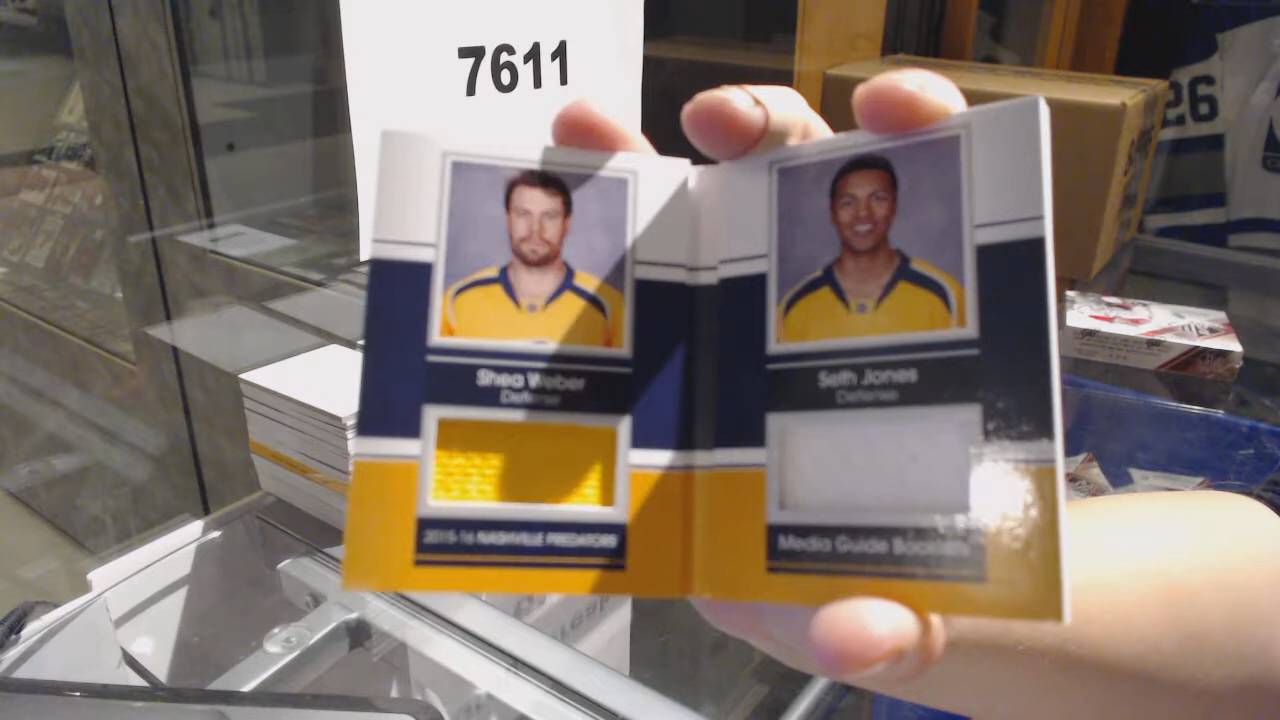 7611
26
Shea Weber
Defense
Seth Jones
Defense
2015-16 NASHVILLE PREDATORS
Media Guide Booklets